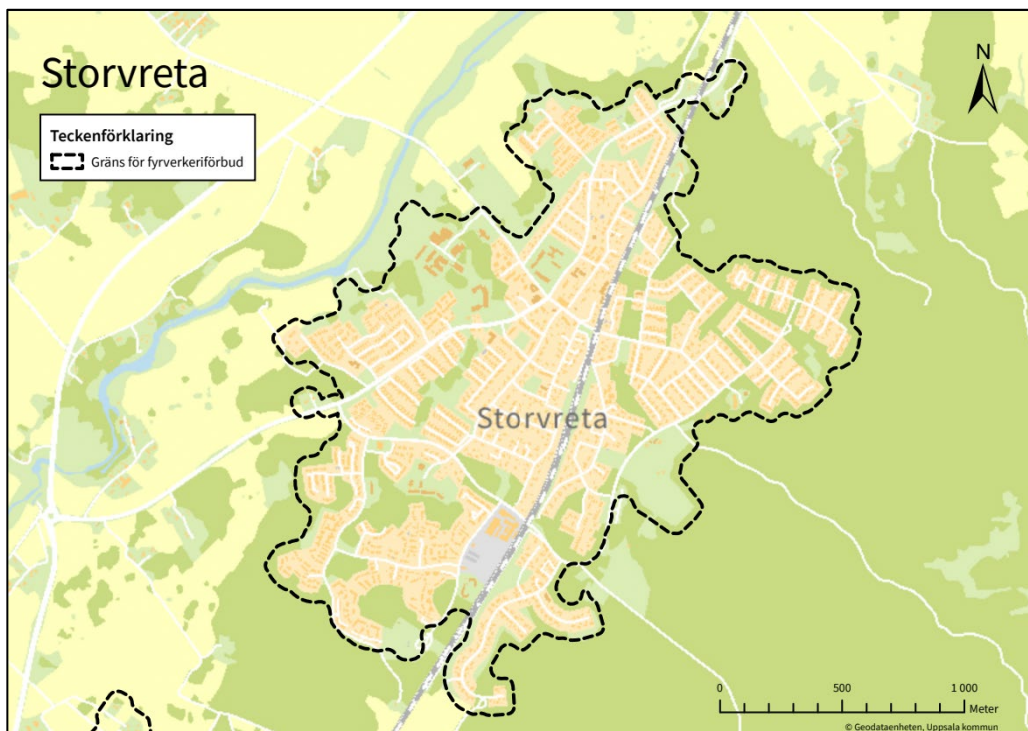 Storvreta
Teckenförklaring
Gräns för fyrverkeriförbud
N
Storvreta
0 500 1 000
Meter
© Geodataenheten, Uppsala kommun